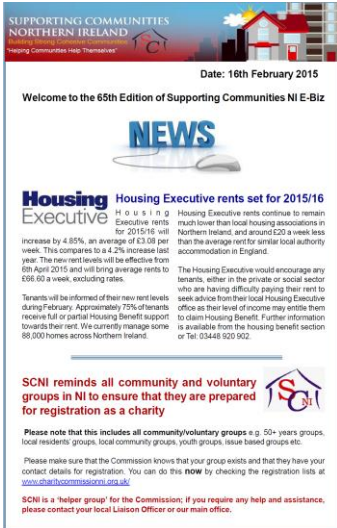 SUPPORTING COMMUNITIES
NORTHERN IRELAND
Building Strong Cohesive Communities
"Helping Communities Help Themselves"
SCNI
Date: 16th February 2015
Welcome to the 65th Edition of Supporting Communities NI E-Biz
NEWS
Housing
Executive
Housing Executive rents set for 2015/16
Housing
Executive rents
for 2015/16 will
increase by 4.85%, an average of £3.08 per
week. This compares to a 4.2% increase last
year. The new rent levels will be effective from
6th April 2015 and will bring average rents to
£66.60 a week, excluding rates.
Tenants will be informed of their new rent levels
during February. Approximately 75% of tenants
receive full or partial Housing Benefit support
towards their rent. We currently manage some
88,000 homes across Northern Ireland.
Housing Executive rents continue to remain
much lower than local housing associations in
Northern Ireland, and around £20 a week less
than the average rent for similar local authority
accommodation in England.
The Housing Executive would encourage any
tenants, either in the private or social sector
who are having difficulty paying their rent to
seek advice from their local Housing Executive
office as their level of income may entitle them
to claim Housing Benefit. Further information
is available from the housing benefit section
or Tel: 03448 920 902.
SCNI reminds all community and voluntary
groups in NI to ensure that they are prepared
for registration as a charity
SCNI
Please note that this includes all community/voluntary groups e.g. 50+ years groups,
local residents' groups, local community groups, youth groups, issue based groups etc.
Please make sure that the Commission knows that your group exists and that they have your
contact details for registration. You can do this now by checking the registration lists at
www.charitycommissionni.org.uk/
SCNI is a 'helper group' for the Commission; if you require any help and assistance,
please contact your local Liaison Officer or our main office.